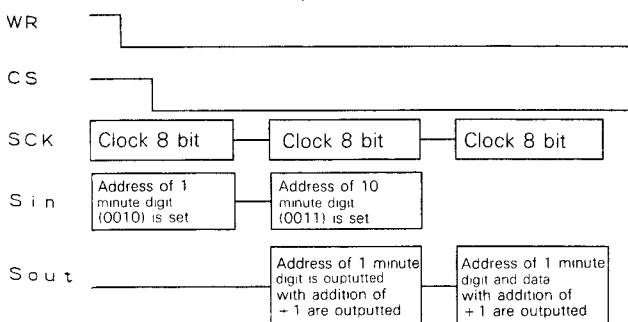 WR
CS
SCK
Clock 8 bit
Clock 8 bit
Clock 8 bit
Sin
Address of 1
minute digit
(0010) is set
Address of 10
minute digit
(0011) is set
Sout
Address of 1 minute
digit is ouptutted
with addition of
+1 are outputted
Address of 1 minute
digit and data
with addition of
+1 are outputted